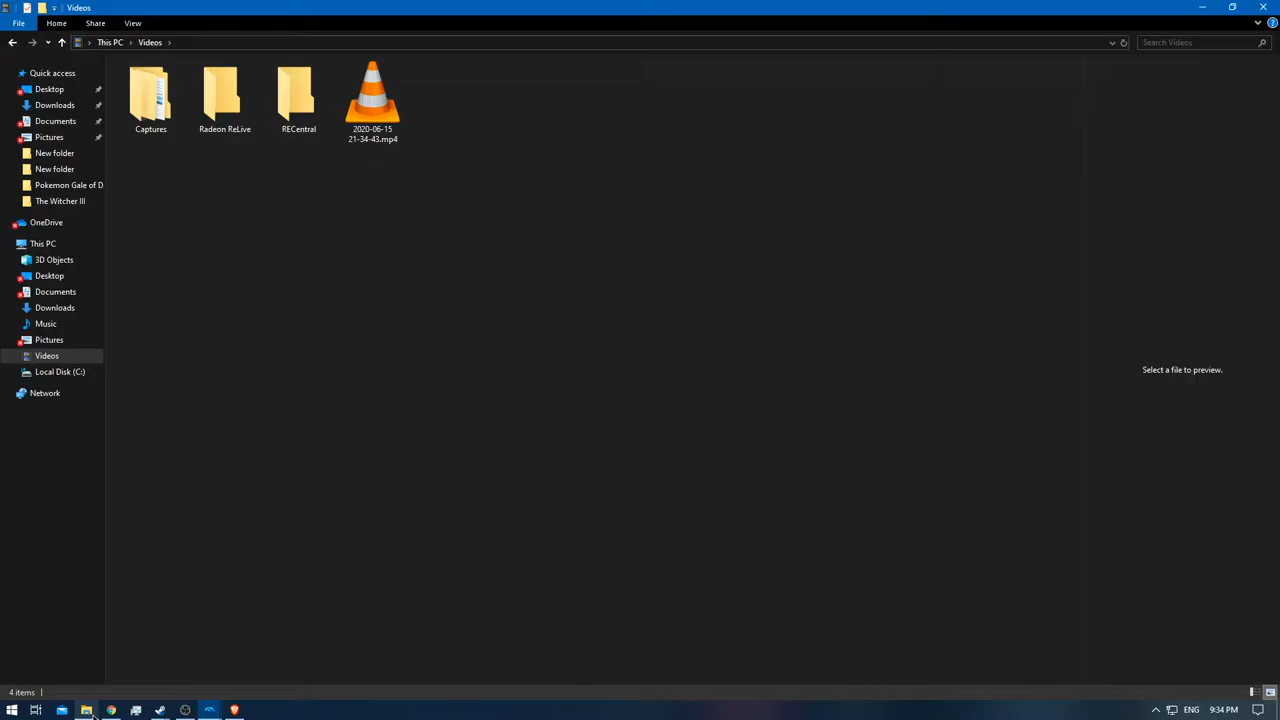 Videos
File
Home
Share
View
This PC
Videos
Search Videos
Quick access
Desktop
Downloads
Documents
Pictures
New folder
New folder
Pokemon Gale of D
The Witcher III
OneDrive
This PC
3D Objects
Desktop
Documents
Downloads
Music
Pictures
Videos
Local Disk (C:)
Network
Captures
Radeon ReLive
RECentral
2020-06-15
21-34-43.mp4
Select a file to preview.
4 items
ENG
9:34 PM